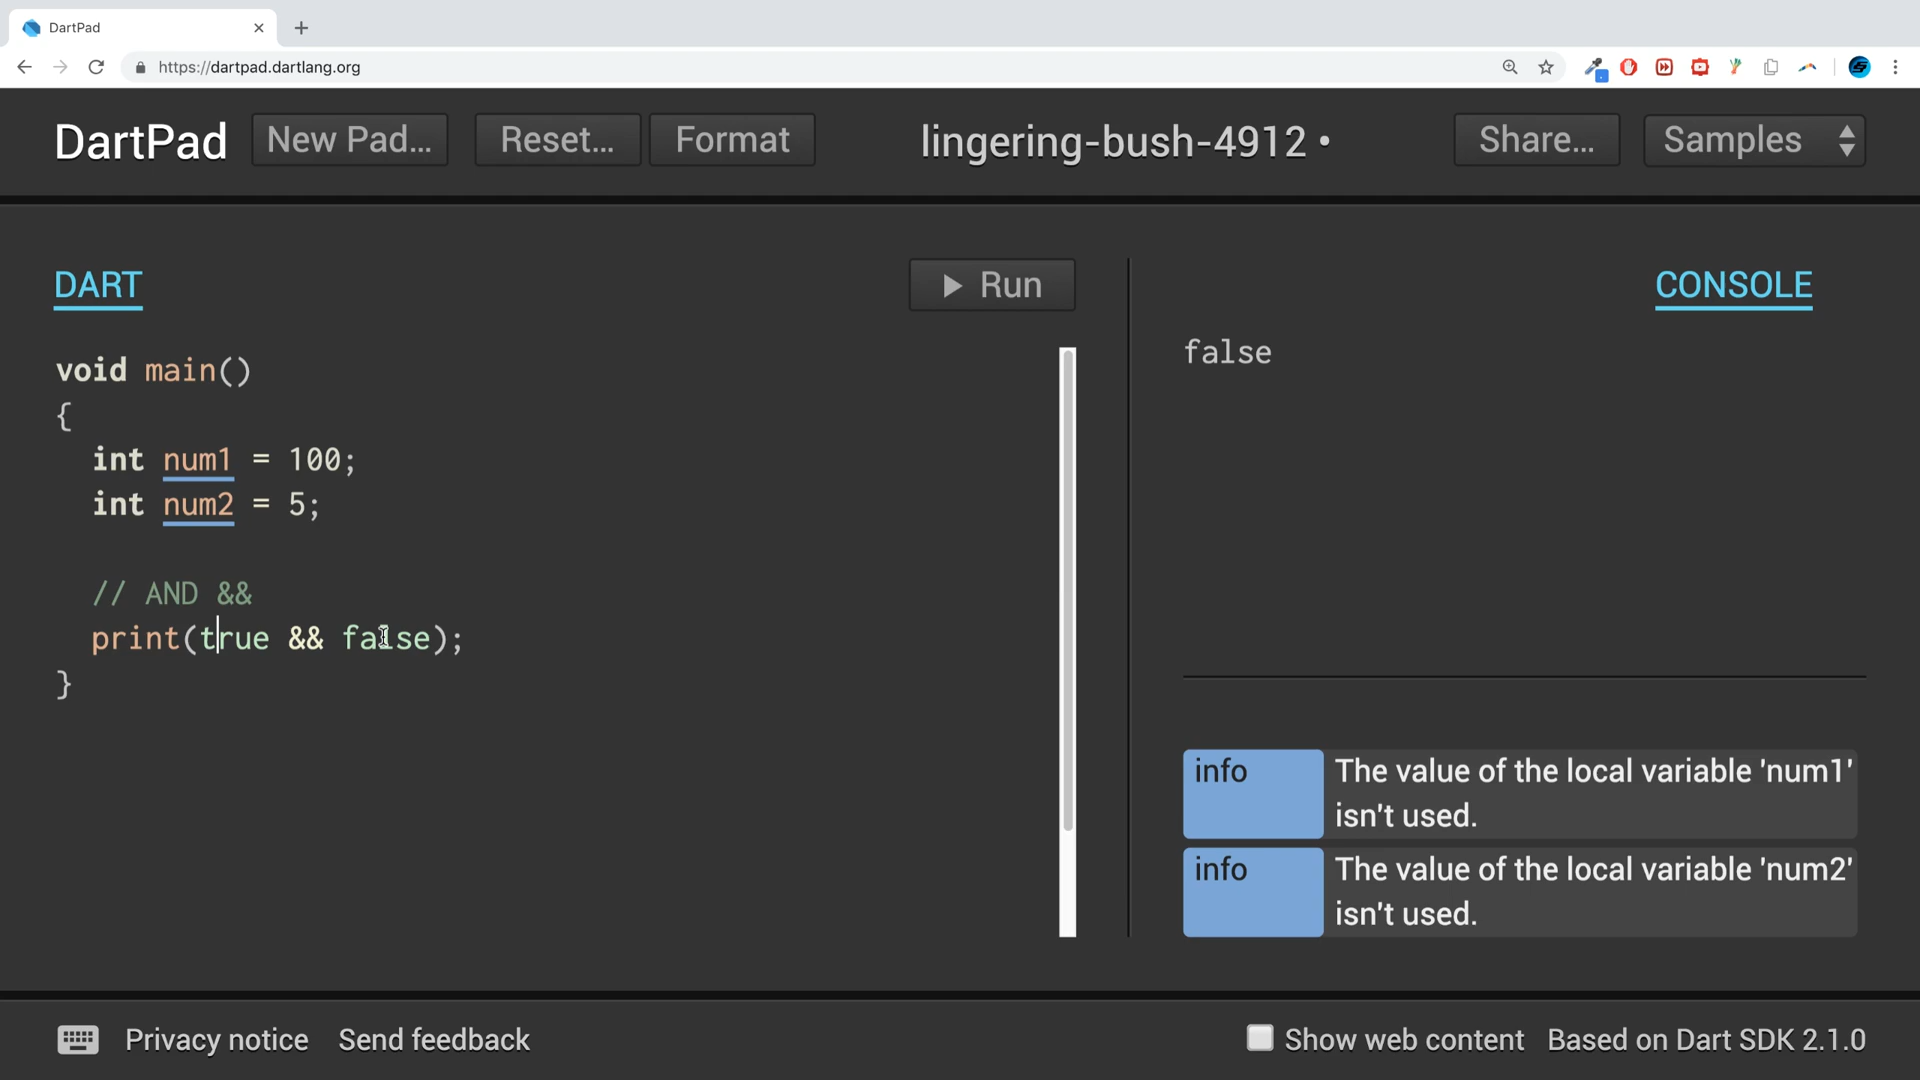 DartPad
https://dartpad.dartlang.org
DartPad New Pad... Reset... Format lingering-bush-4912 • Share... Samples
DART Run CONSOLE
void main()
{
int num1 = 100;
int num2 = 5;
// AND &&
print(true && false);
}
false
info The value of the local variable 'num1'
isn't used.
info The value of the local variable 'num2'
isn't used.
Privacy notice Send feedback Show web content Based on Dart SDK 2.1.0